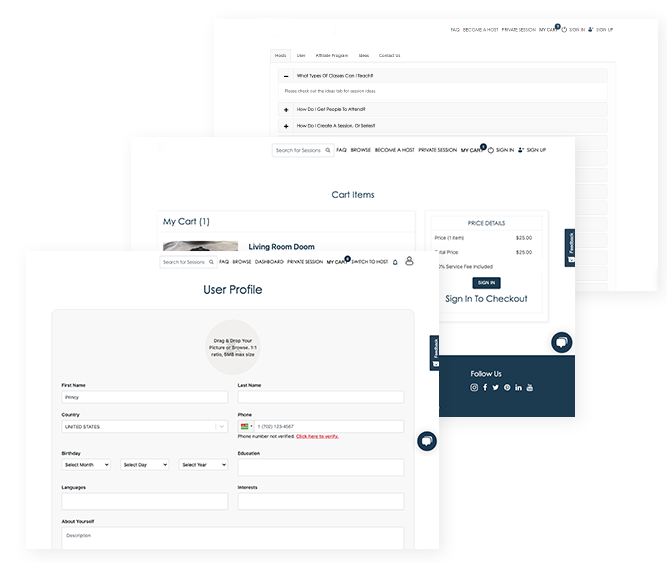 FAQ BECOME A HOST PRIVATE SESSION MY CART SIGN IN SIGN UP
Hosts User Affiliate Program Ideas Contact Us
What Types Of Classes Can I Teach?
Please check out the ideas tab for session ideas.
How Do I Get People To Attend?
How Do I Create A Session, Or Series?
Search for Sessions FAQ BROWSE BECOME A HOST PRIVATE SESSION MY CART SIGN IN SIGN UP
Cart Items
My Cart (1)
Living Room Doom
PRICE DETAILS
Price (1 item) $25.00
Total Price $25.00
0% Service Fee Included
SIGN IN
Sign In To Checkout
Feedback
Follow Us
Search for Sessions FAQ BROWSE DASHBOARD PRIVATE SESSION MY CART SWITCH TO HOST
User Profile
Drag & Drop Your
Picture or Browse. 1:1
ratio, 5MB max size
Feedback
First Name Last Name
Princy
Country Phone
UNITED STATES 1 (702) 123-4567
Phone number not verified. Click here to verify.
Birthday Education
Select Month Select Day Select Year
Languages Interests
About Yourself
Description